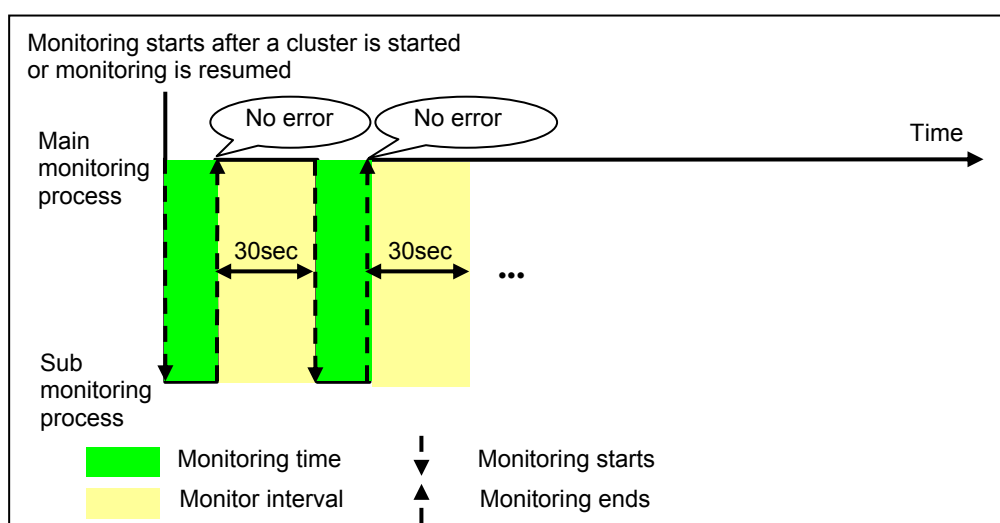 Monitoring starts after a cluster is started
or monitoring is resumed
No error
No error
Time
Main
monitoring
process
30sec
30sec
...
Sub
monitoring
process
Monitoring time
Monitoring starts
Monitor interval
Monitoring ends